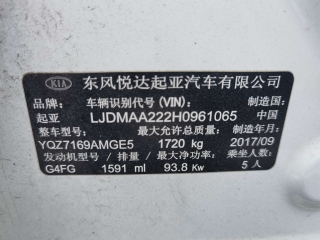 KIA 东风悦达起亚汽车有限公司
品牌: 车辆识别代号(VIN): 制造国:
起亚 LJDMAA222H0961065 中国
整车型号: 最大允许总质量: 制造年月:
YQZ7169AMGE5 1720 kg 2017/09
发动机型号/排量/最大净功率: 乘坐人数:
G4FG 1591 ml 93.8 Kw 5人